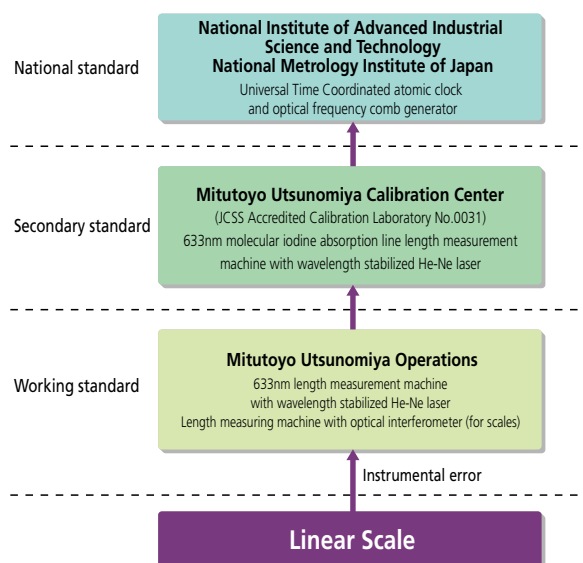 National Institute of Advanced Industrial
Science and Technology
National Metrology Institute of Japan
National standard
Universal Time Coordinated atomic clock
and optical frequency comb generator
Mitutoyo Utsunomiya Calibration Center
Secondary standard
(JCSS Accredited Calibration Laboratory No.0031)
633nm molecular iodine absorption line length measurement
machine with wavelength stabilized He-Ne laser
Mitutoyo Utsunomiya Operations
Working standard
633nm length measurement machine
with wavelength stabilized He-Ne laser
Length measuring machine with optical interferometer (for scales)
Instrumental error
Linear Scale